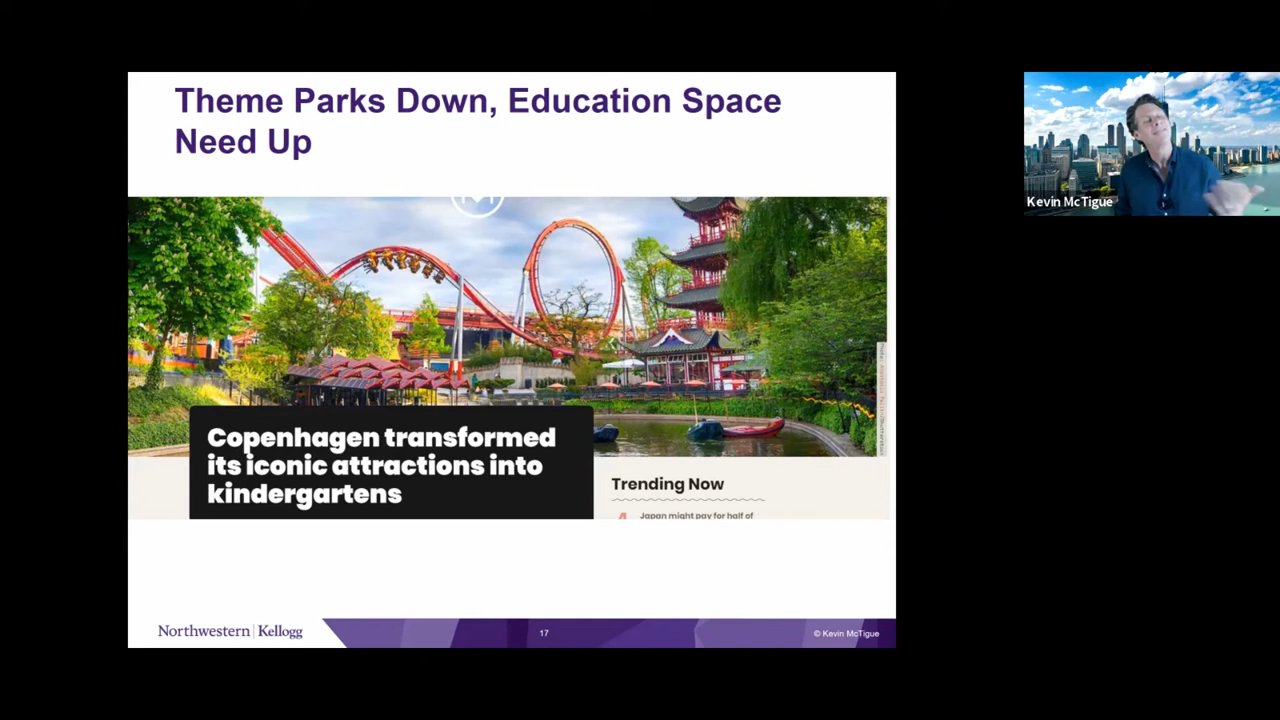 Theme Parks Down, Education Space
Need Up
Kevin McTigue
Copenhagen transformed
its iconic attractions into
kindergartens
Trending Now
Japan might pay for half of
Northwestern | Kellogg
17
© Kevin McTigue